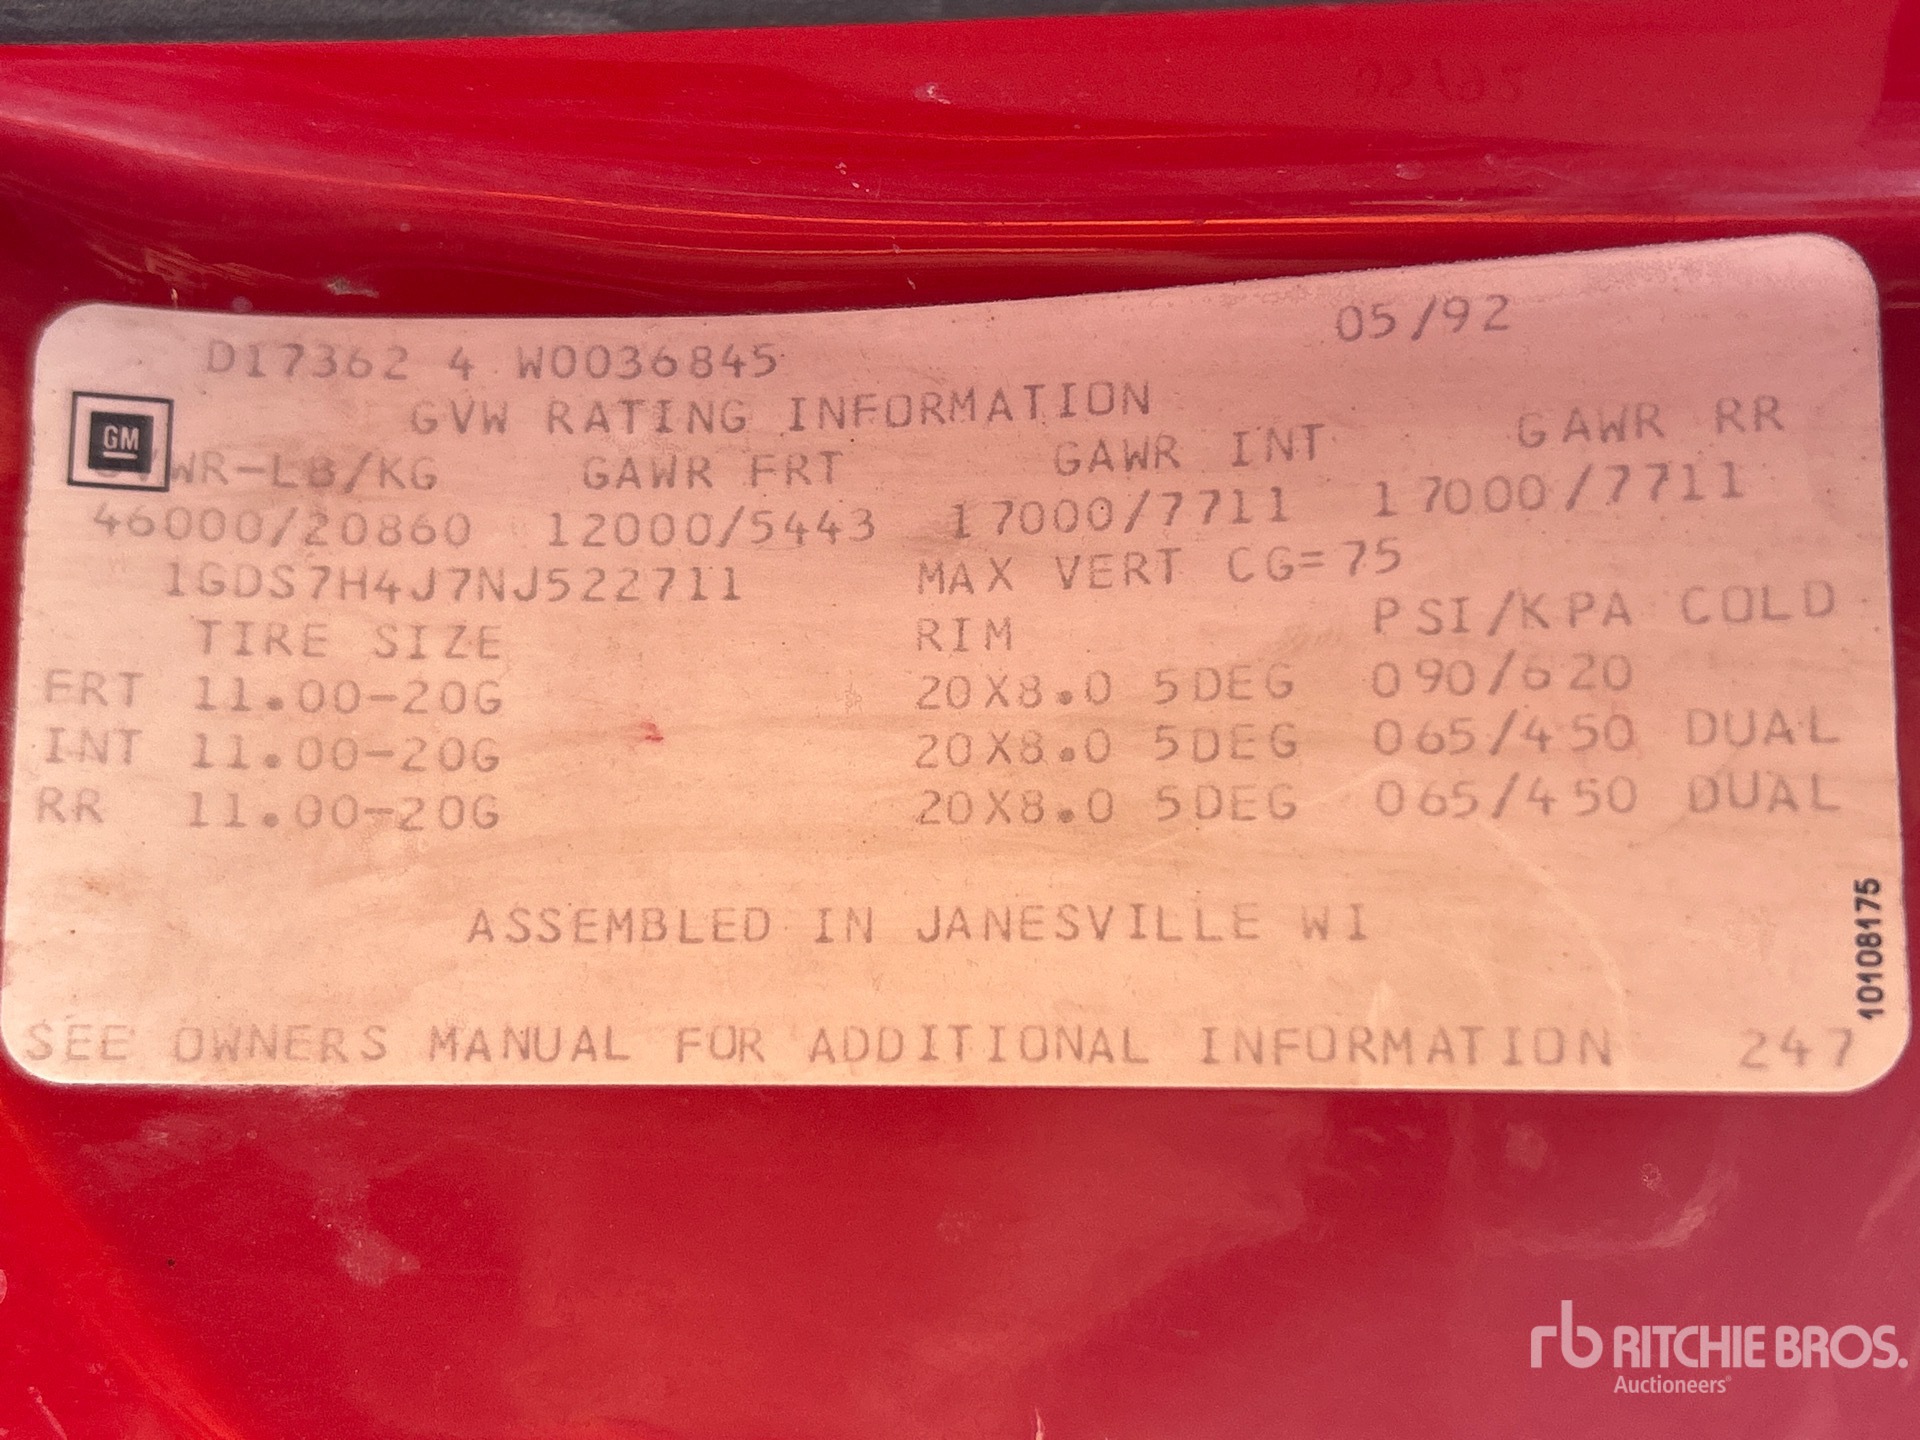 05/92
D17362 4 W0036845
GVW RATING INFORMATION
GM
GVWR-LB/KG GAWR FRT GAWR INT GAWR RR
46000/20860 12000/5443 17000/7711 17000/7711
1GDS7H4J7NJ522711 MAX VERT CG=75
TIRE SIZE RIM PSI/KPA COLD
FRT 11.00-20G 20X8.0 5DEG 090/620
INT 11.00-20G 20X8.0 5DEG 065/450 DUAL
RR 11.00-20G 20X8.0 5DEG 065/450 DUAL
ASSEMBLED IN JANESVILLE WI
10108175
SEE OWNERS MANUAL FOR ADDITIONAL INFORMATION 247
rb RITCHIE BROS.
Auctioneers